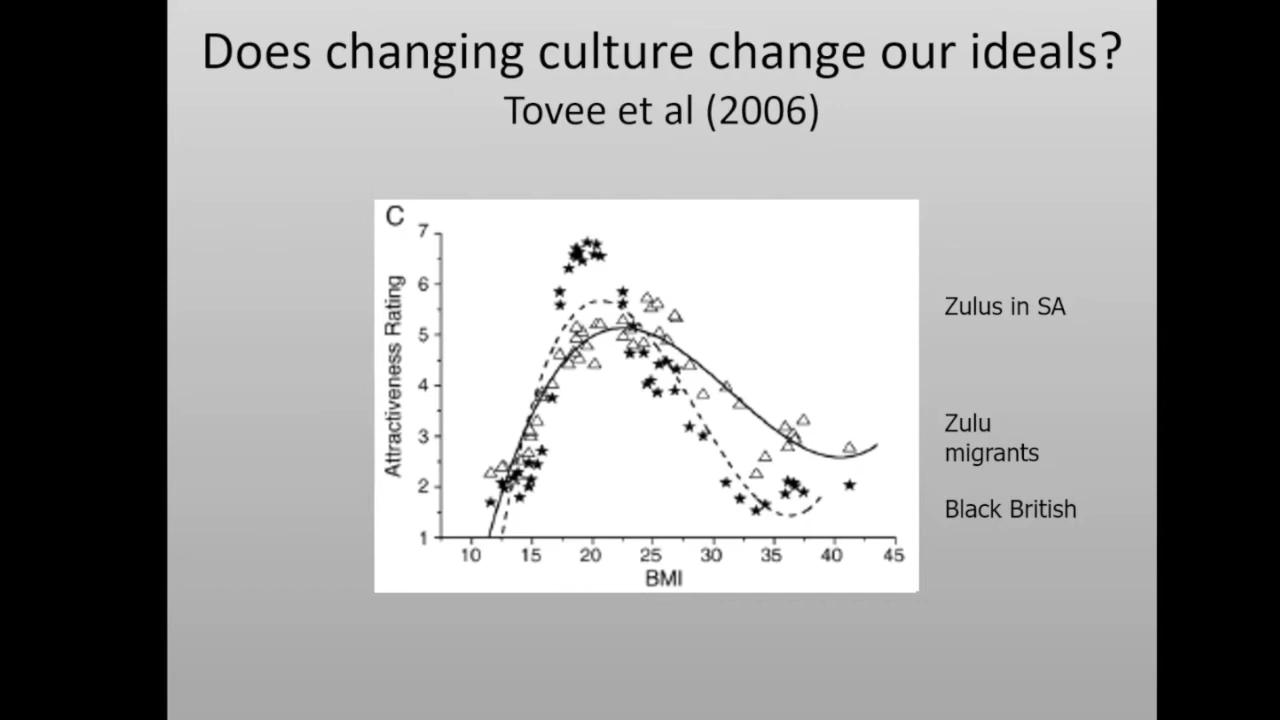 Does changing culture change our ideals?
Tovee et al (2006)
C
7
6
5
4
3
2
1
Attractiveness Rating
10 15 20 25 30 35 40 45
BMI
Zulus in SA
Zulu
migrants
Black British